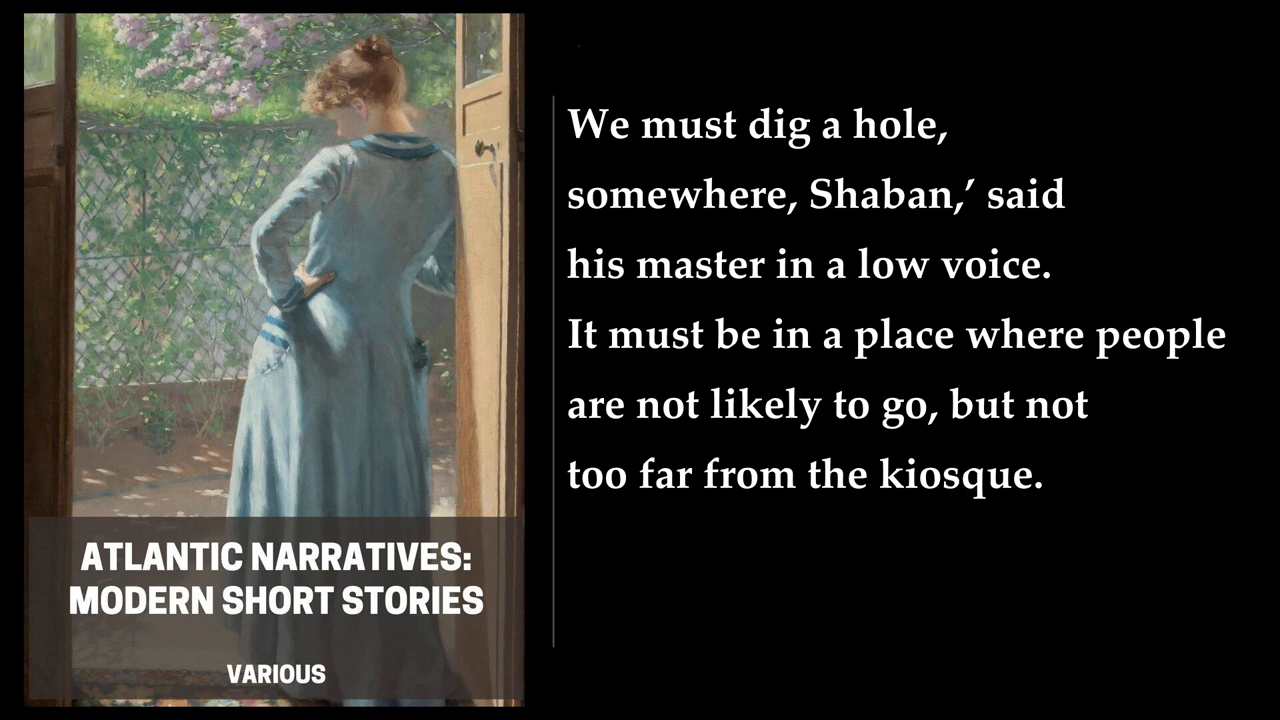 We must dig a hole,
somewhere, Shaban,’ said
his master in a low voice.
It must be in a place where people
are not likely to go, but not
too far from the kiosque.
ATLANTIC NARRATIVES:
MODERN SHORT STORIES
VARIOUS